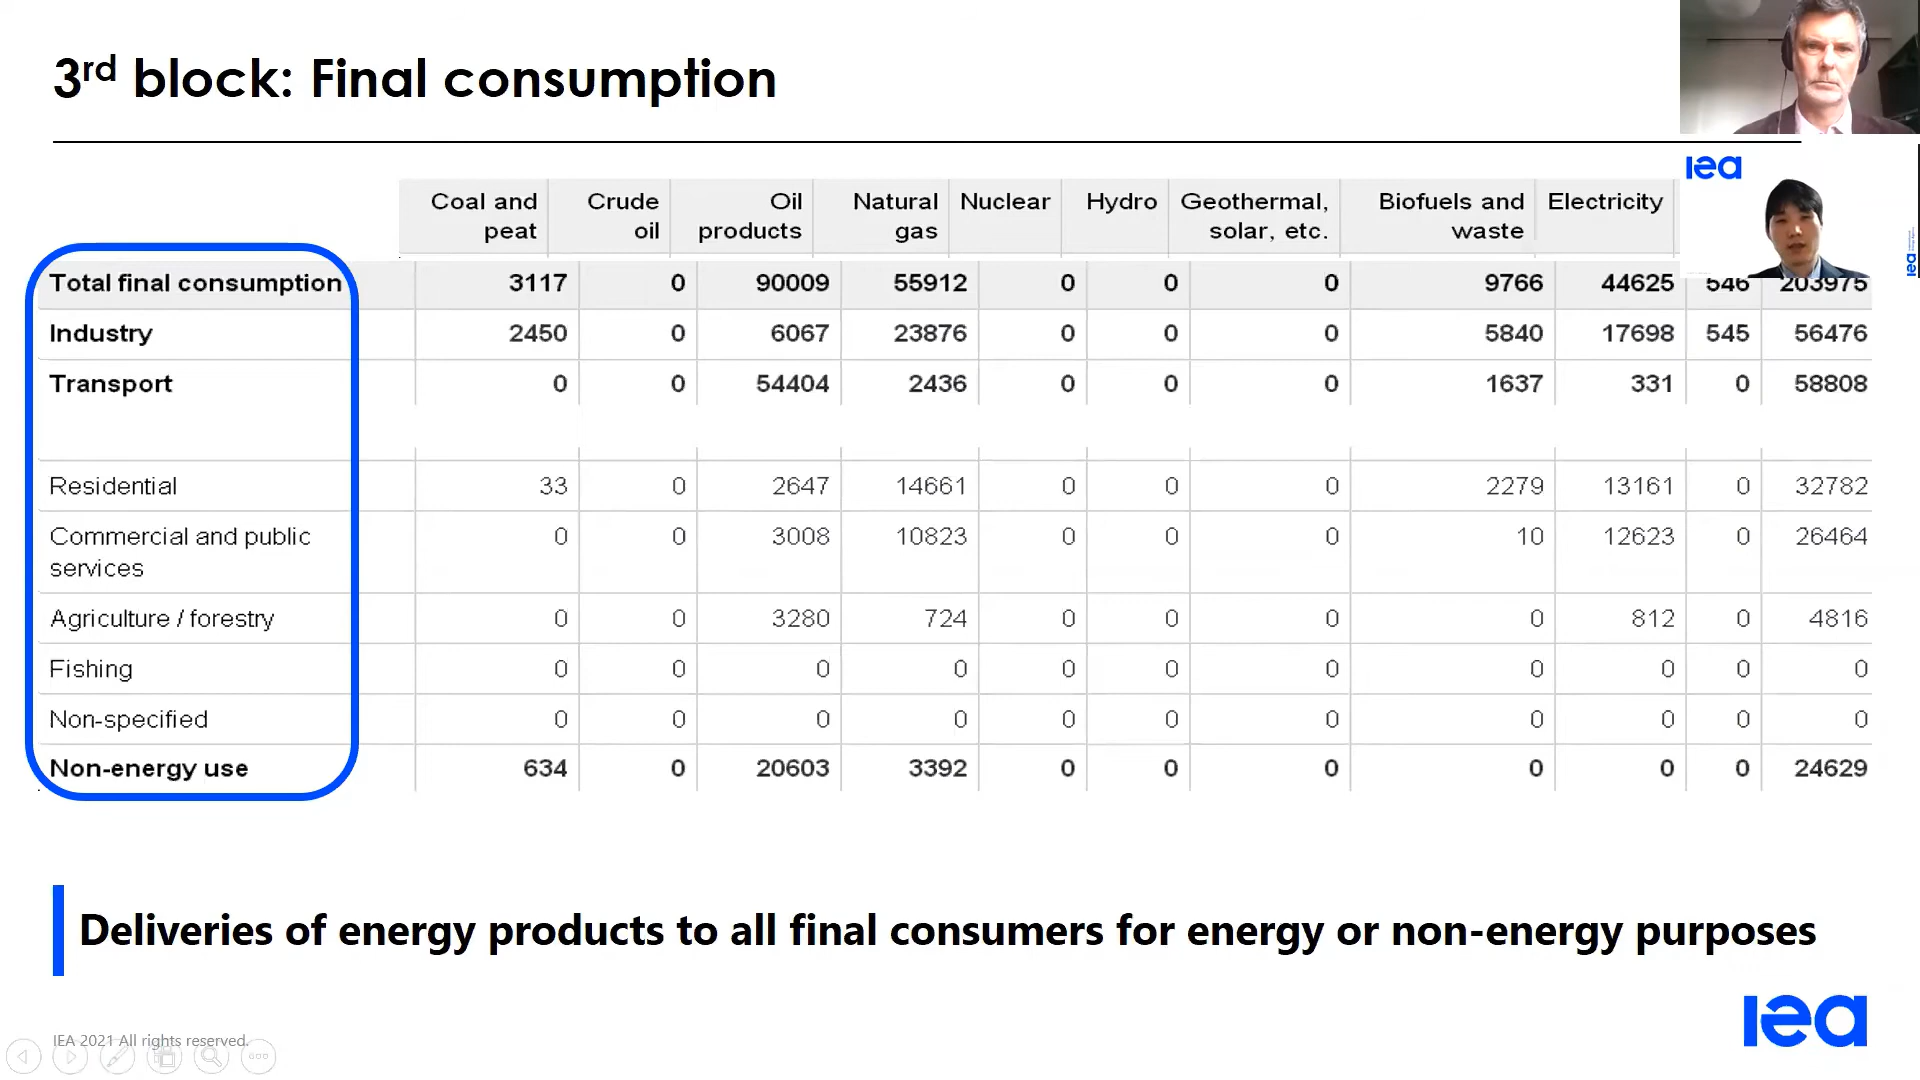 3rd block: Final consumption
iea
Coal and peat Crude oil Oil products Natural gas Nuclear Hydro Geothermal, solar, etc. Biofuels and waste Electricity
Total final consumption 3117 0 90009 55912 0 0 0 9766 44625 546 203975
Industry 2450 0 6067 23876 0 0 0 5840 17698 545 56476
Transport 0 0 54404 2436 0 0 0 1637 331 0 58808
Residential 33 0 2647 14661 0 0 0 2279 13161 0 32782
Commercial and public services 0 0 3008 10823 0 0 0 10 12623 0 26464
Agriculture / forestry 0 0 3280 724 0 0 0 0 812 0 4816
Fishing 0 0 0 0 0 0 0 0 0 0 0
Non-specified 0 0 0 0 0 0 0 0 0 0 0
Non-energy use 634 0 20603 3392 0 0 0 0 0 0 24629
Deliveries of energy products to all final consumers for energy or non-energy purposes
iea
IEA 2021 All rights reserved.
iea